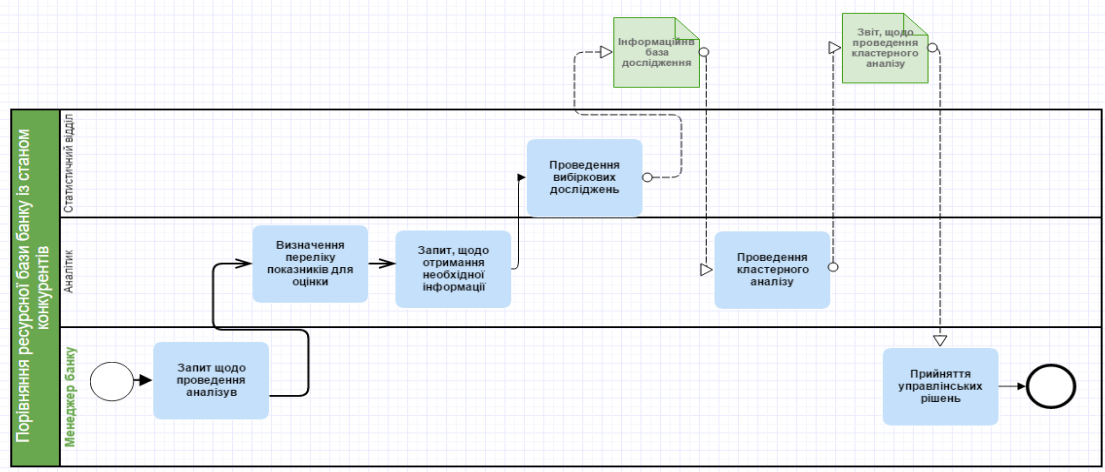 Порівняння ресурсної бази банку із станом
конкурентів
Статистичний відділ
Аналітик
Менеджер банку
Інформаційнв
база
дослідження
Звіт, щодо
проведення
кластерного
аналізу
Проведення
вибіркових
досліджень
Визначення
переліку
показників для
оцінки
Запит, щодо
отримання
необхідної
інформації
Проведення
кластерного
аналізу
Запит щодо
проведення
аналізув
Прийняття
управлінських
рішень